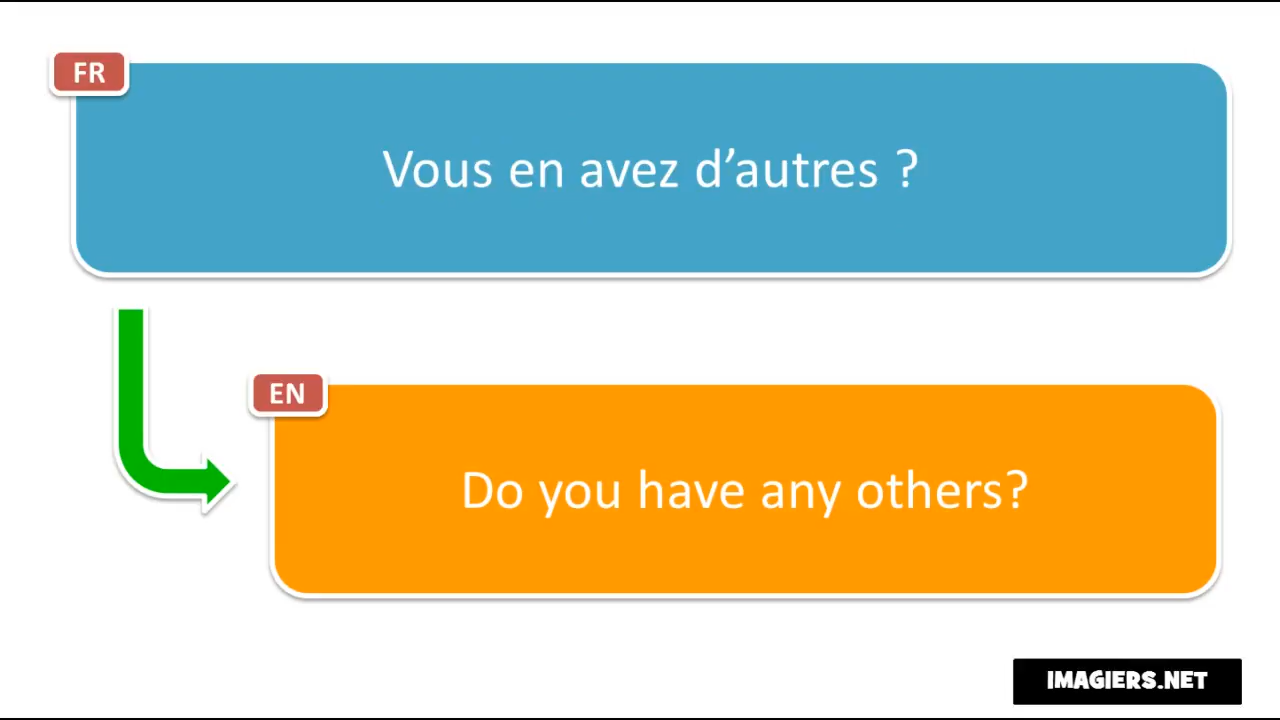 FR
Vous en avez d’autres ?
EN
Do you have any others?
IMAGIERS.NET